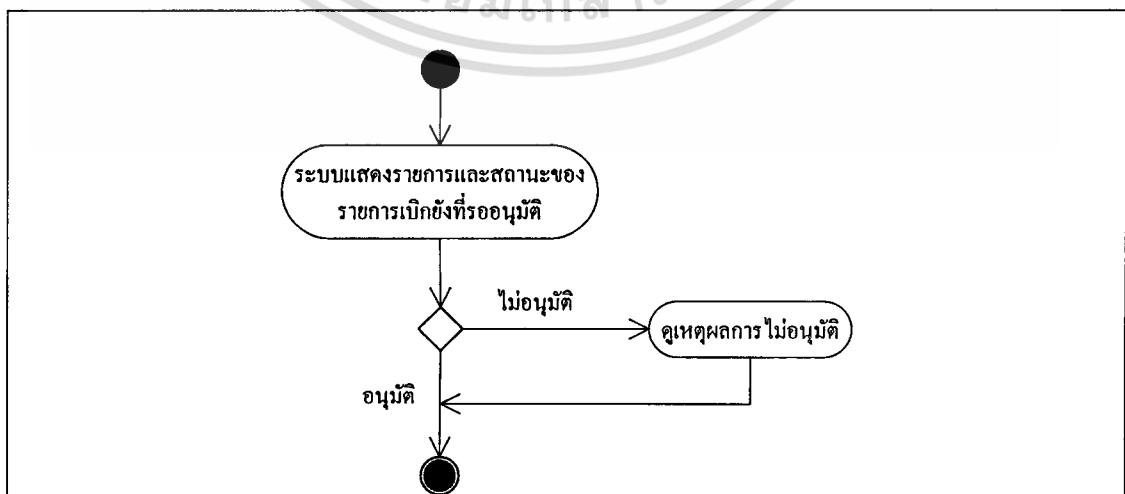 ระบบแสดงรายการและสถานะของ
รายการเบิกยังที่รออนุมัติ
ไม่อนุมัติ
ดูเหตุผลการไม่อนุมัติ
อนุมัติ